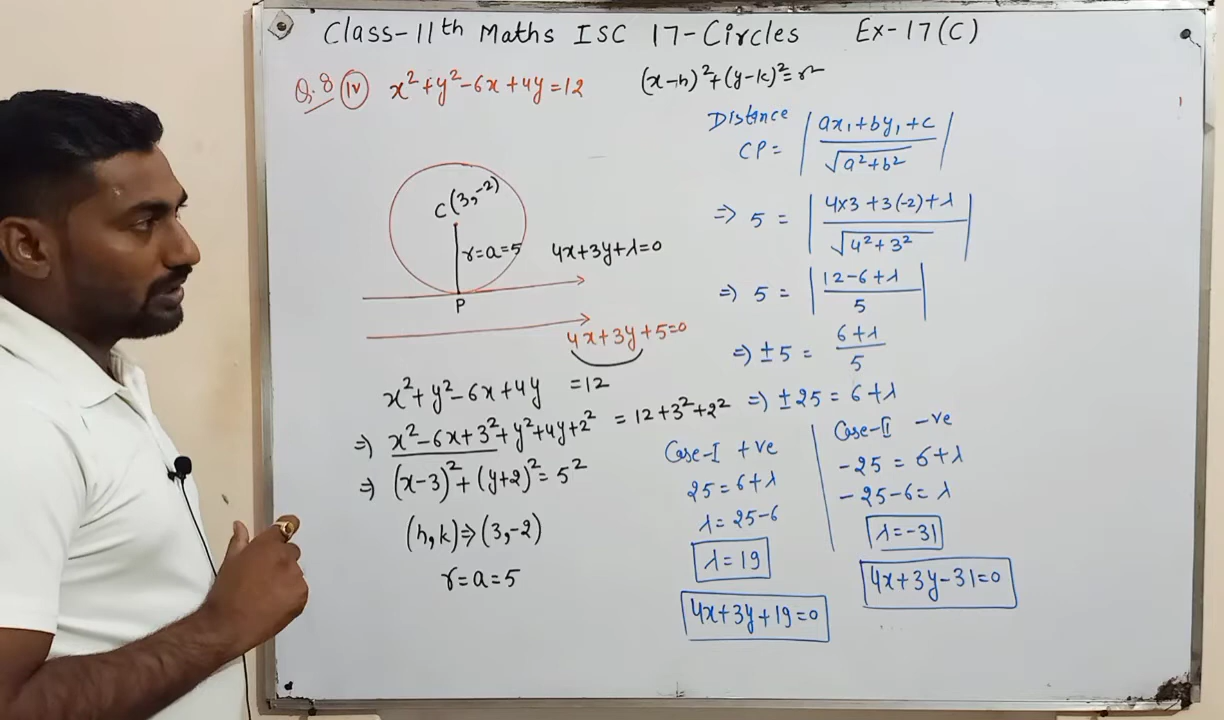 Class-11th Maths ISC 17-Circles Ex-17(C)
Q.8 (iv) x²+y²-6x+4y=12 (x-h)²+(y-k)²=r²
Distance
CP = |ax₁+by₁+c / √a²+b²|
C(3,-2)
r=a=5
P
4x+3y+λ=0
4x+3y+5=0
x²+y²-6x+4y =12
⇒ x²-6x+3²+y²+4y+2² = 12+3²+2²
⇒ (x-3)²+(y+2)²=5²
(h,k)⇒(3,-2)
r=a=5
⇒ 5 = |4×3+3(-2)+λ / √4²+3²|
⇒ 5 = |12-6+λ / 5|
⇒ ±5 = 6+λ / 5
⇒ ±25 = 6+λ
Case-I +ve
25=6+λ
λ=25-6
λ=19
4x+3y+19=0
Case-II -ve
-25=6+λ
-25-6=λ
λ=-31
4x+3y-31=0